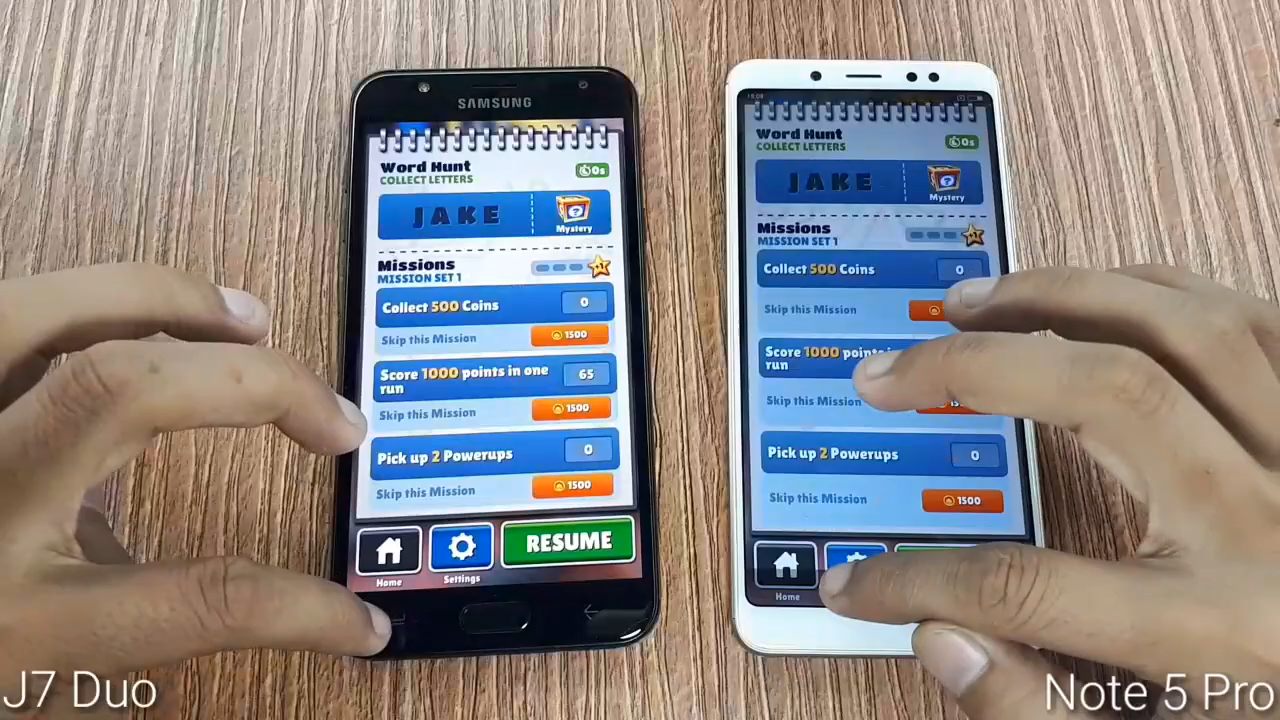 SAMSUNG
Word Hunt
COLLECT LETTERS
0s
JAKE
Mystery
Missions
MISSION SET 1
Collect 500 Coins
0
Skip this Mission
1500
Score 1000 points in one
run
65
Skip this Mission
1500
Pick up 2 Powerups
0
Skip this Mission
1500
Home
Settings
RESUME
J7 Duo
Word Hunt
COLLECT LETTERS
0s
JAKE
Mystery
Missions
MISSION SET 1
Collect 500 Coins
0
Skip this Mission
Score 1000 points
run
Skip this Mission
Pick up 2 Powerups
0
Skip this Mission
1500
Home
Note 5 Pro